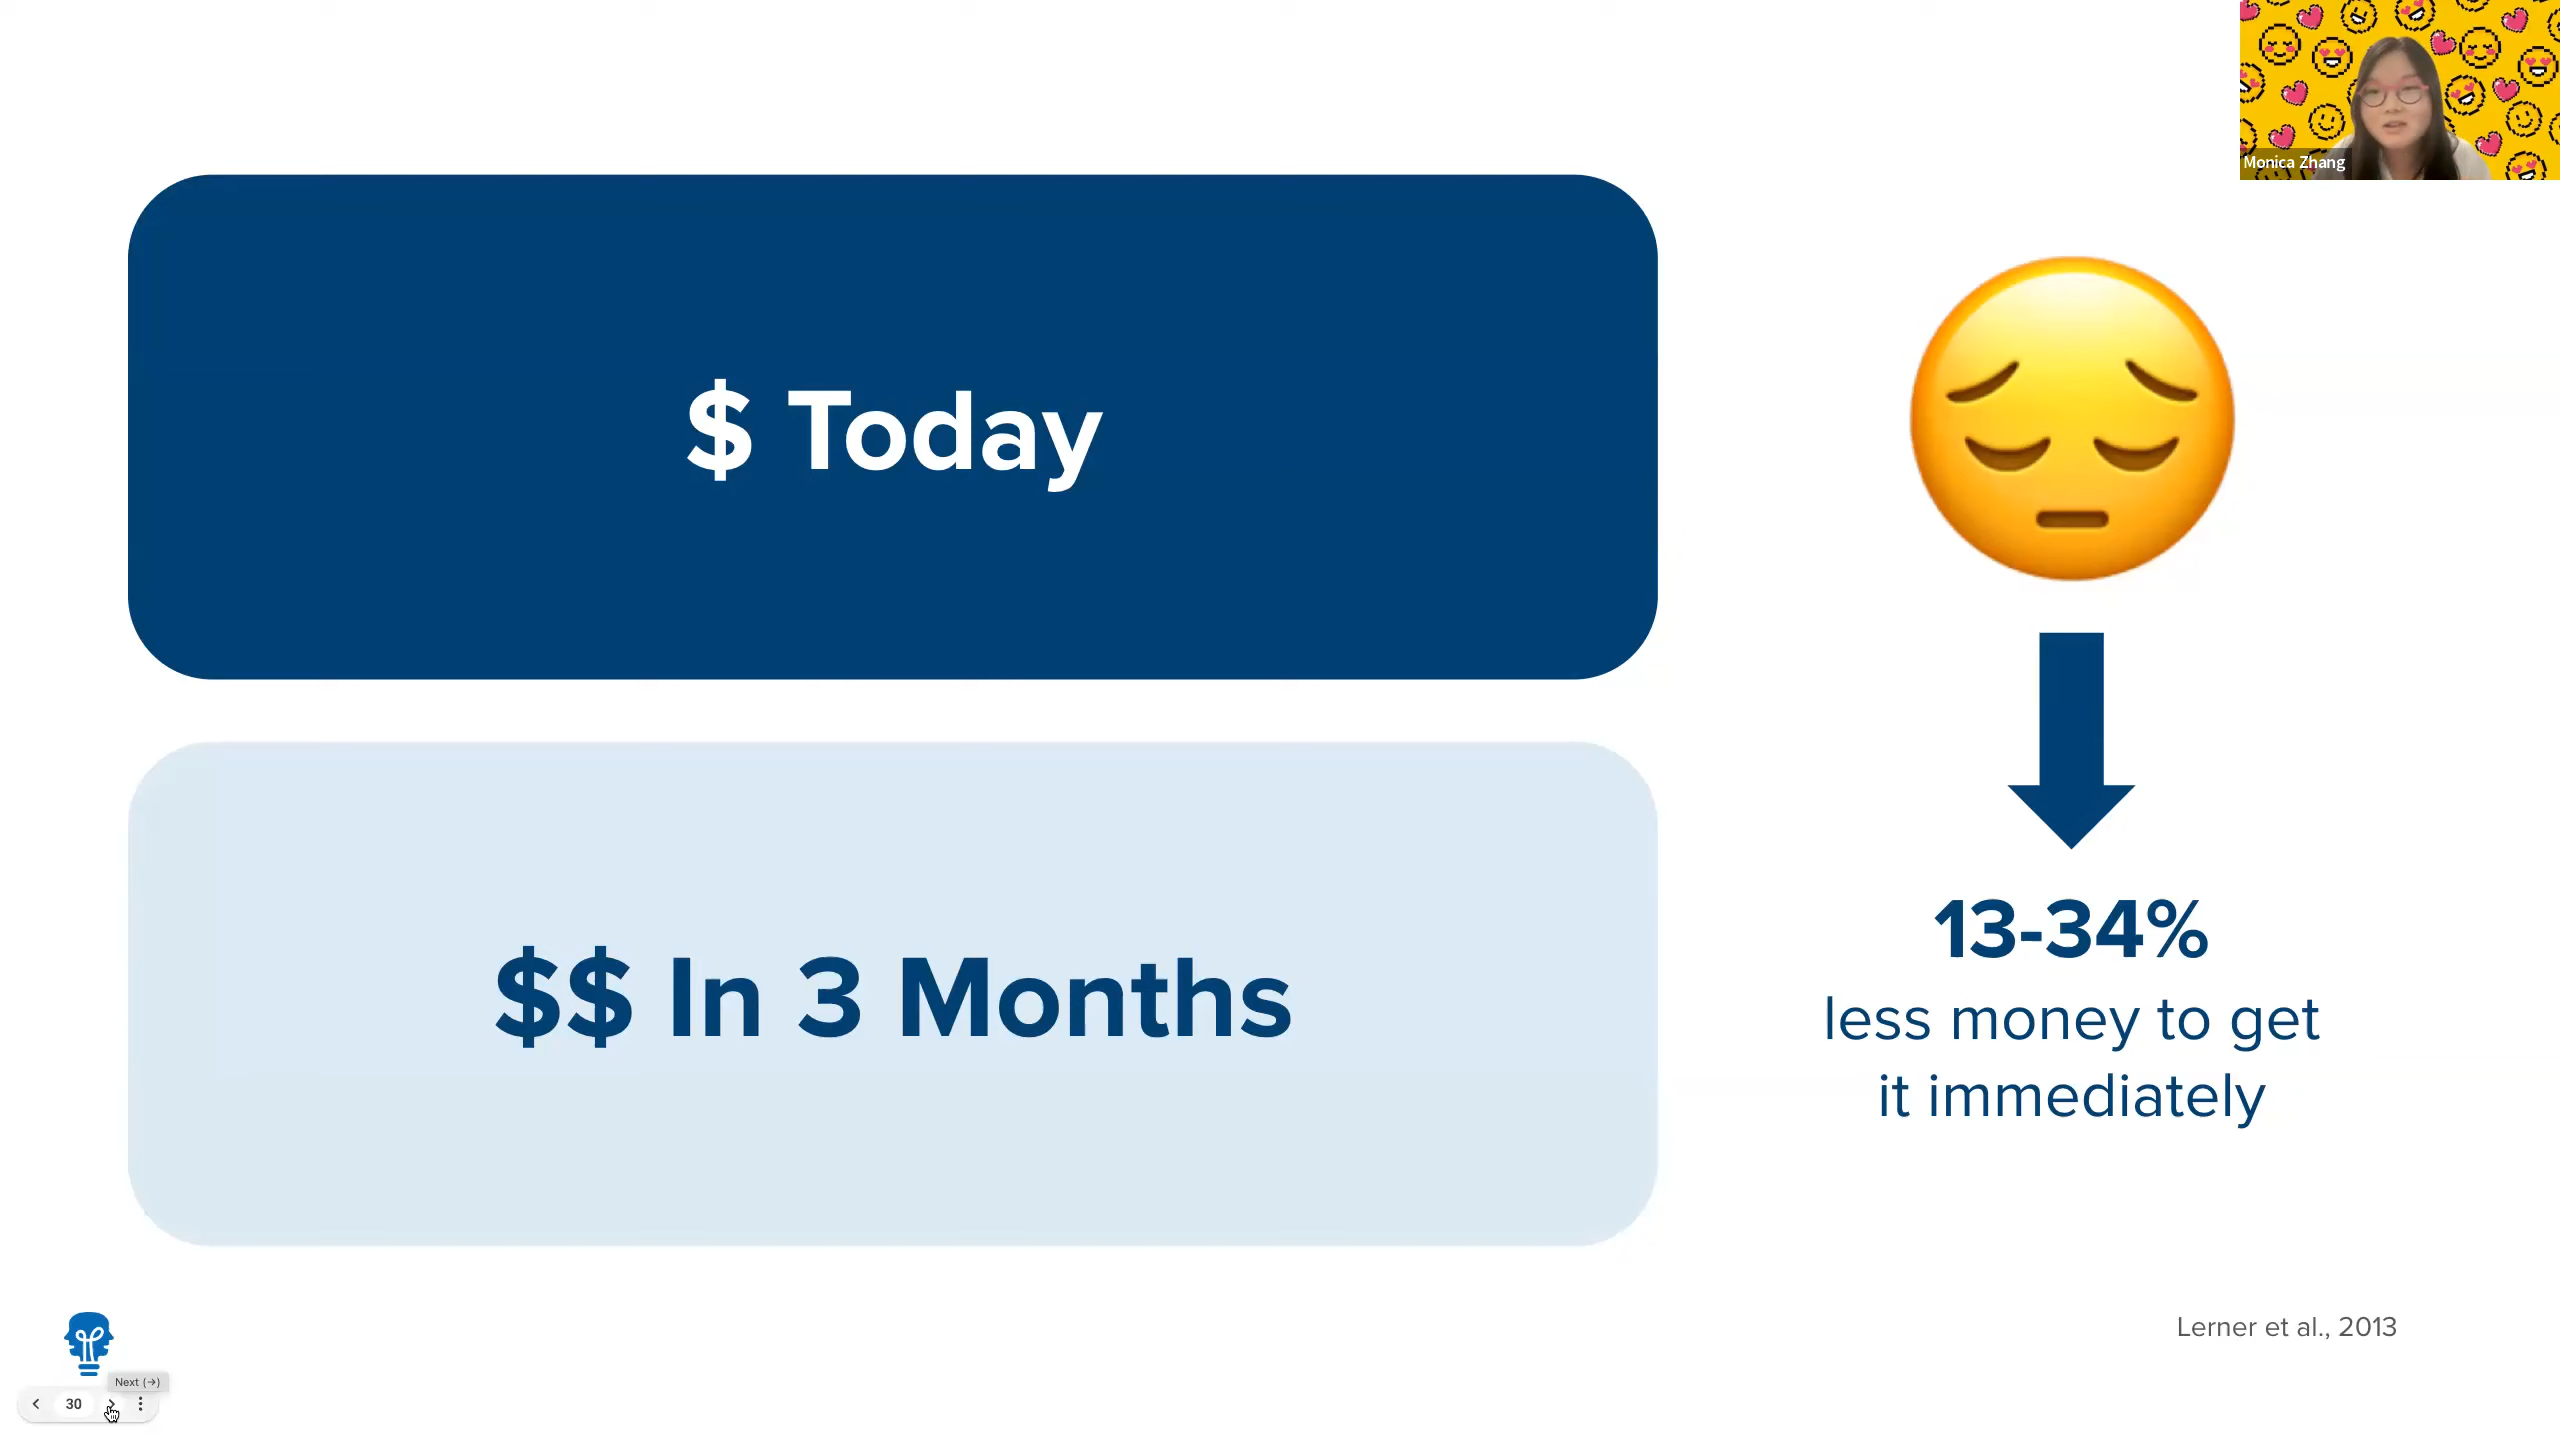 Monica Zhang
$ Today
$$ In 3 Months
13-34%
less money to get
it immediately
Lerner et al., 2013
Next (→)
30